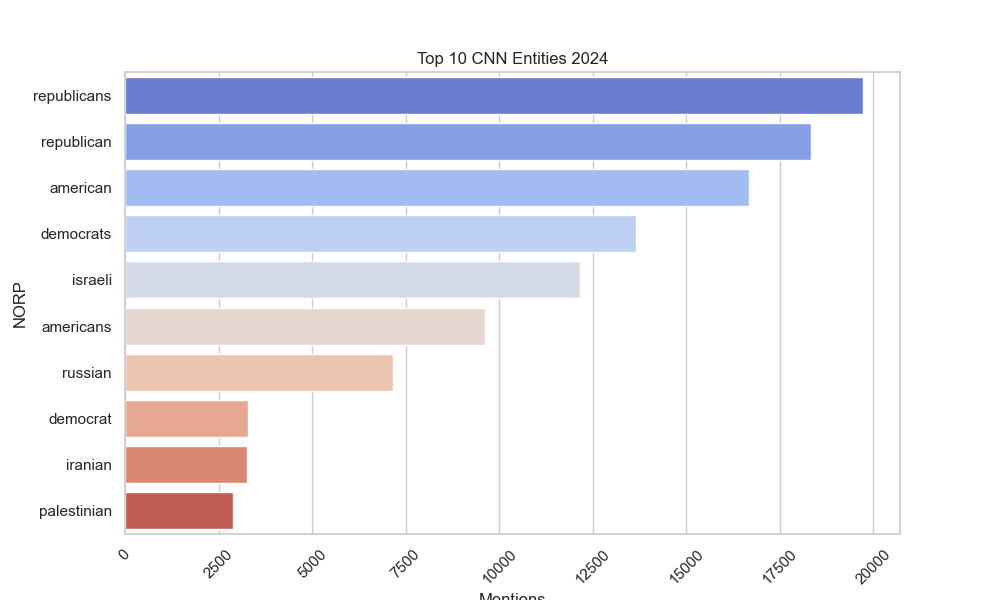 Top 10 CNN Entities 2024
NORP
republicans
republican
american
democrats
israeli
americans
russian
democrat
iranian
palestinian
0
2500
5000
7500
10000
12500
15000
17500
20000
Mentions